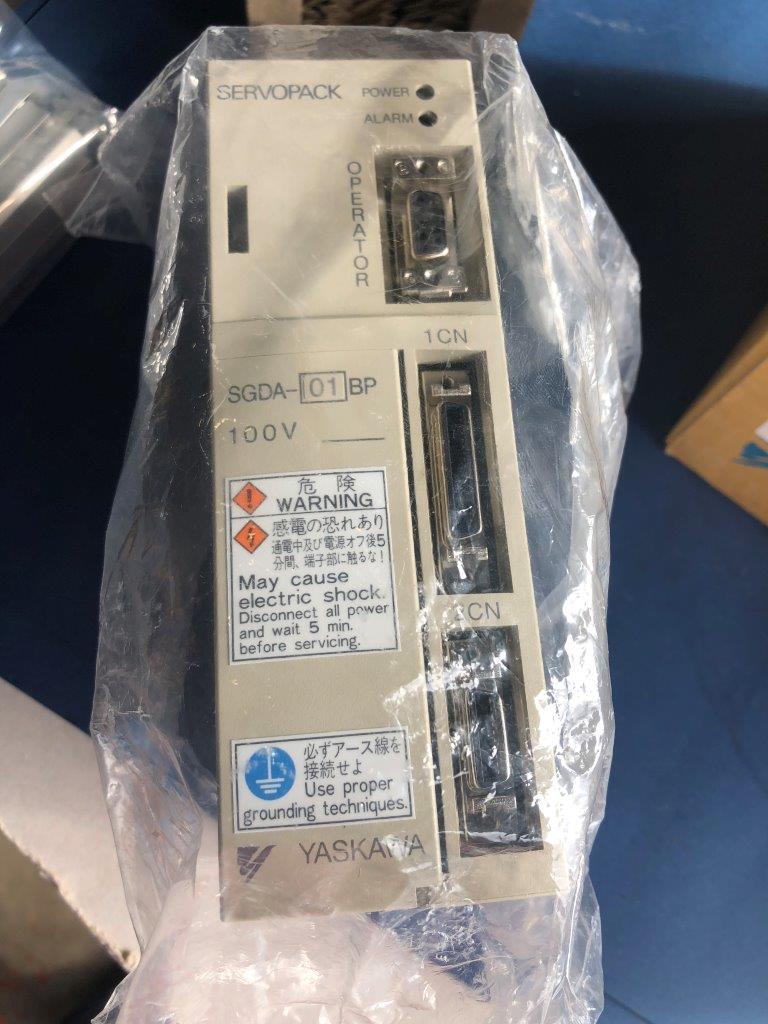 SERVOPACK
POWER
ALARM
OPERATOR
1CN
SGDA-01BP
100V
危険
WARNING
感電の恐れあり
通電中及び電源オフ後5
分間、端子部に触るな!
May cause
electric shock.
Disconnect all power
and wait 5 min.
before servicing.
2CN
必ずアース線を
接続せよ
Use proper
grounding techniques.
YASKAWA